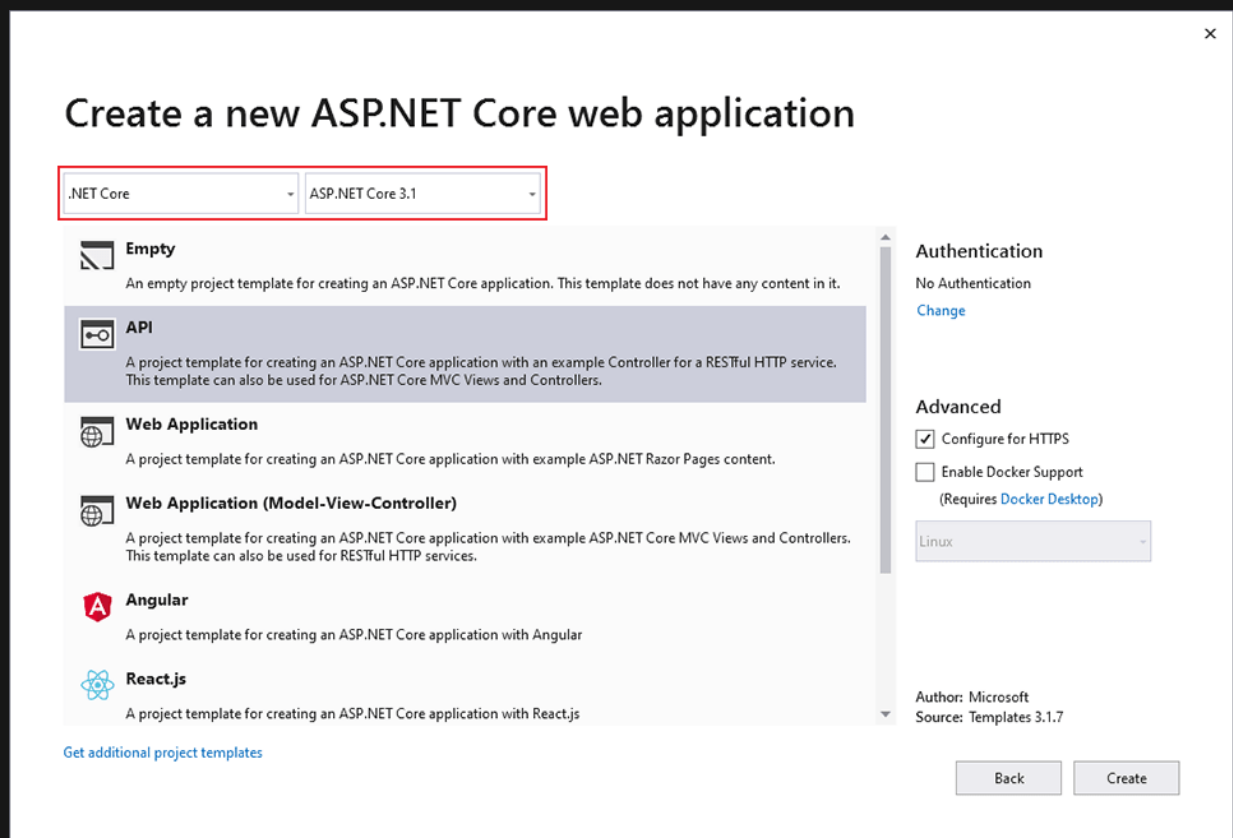 Create a new ASP.NET Core web application
.NET Core
ASP.NET Core 3.1
Empty
An empty project template for creating an ASP.NET Core application. This template does not have any content in it.
API
A project template for creating an ASP.NET Core application with an example Controller for a RESTful HTTP service.
This template can also be used for ASP.NET Core MVC Views and Controllers.
Web Application
A project template for creating an ASP.NET Core application with example ASP.NET Razor Pages content.
Web Application (Model-View-Controller)
A project template for creating an ASP.NET Core application with example ASP.NET Core MVC Views and Controllers.
This template can also be used for RESTful HTTP services.
Angular
A project template for creating an ASP.NET Core application with Angular
React.js
A project template for creating an ASP.NET Core application with React.js
Get additional project templates
Authentication
No Authentication
Change
Advanced
Configure for HTTPS
Enable Docker Support
(Requires Docker Desktop)
Linux
Author: Microsoft
Source: Templates 3.1.7
Back
Create